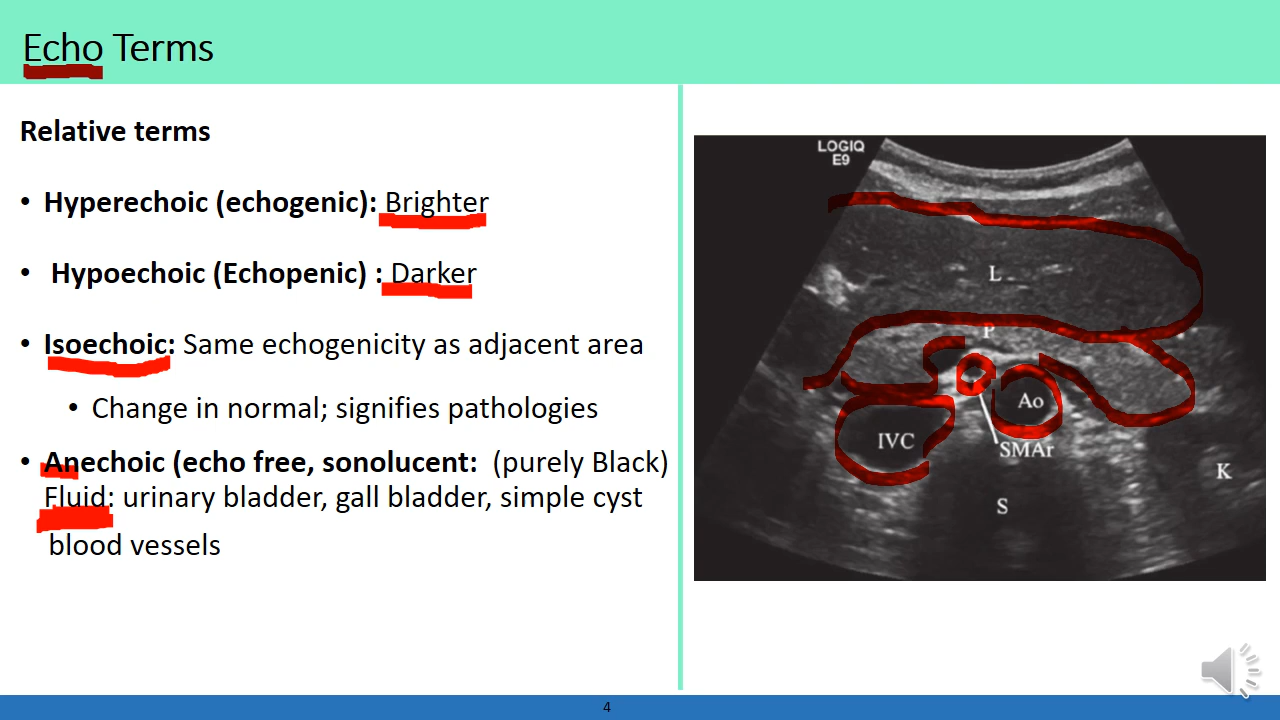 Echo Terms
Relative terms
• Hyperechoic (echogenic): Brighter
• Hypoechoic (Echopenic) : Darker
• Isoechoic: Same echogenicity as adjacent area
• Change in normal; signifies pathologies
• Anechoic (echo free, sonolucent: (purely Black)
Fluid: urinary bladder, gall bladder, simple cyst
blood vessels
LOGIQ
E9
L
P
Ao
IVC
SMAr
K
S
4